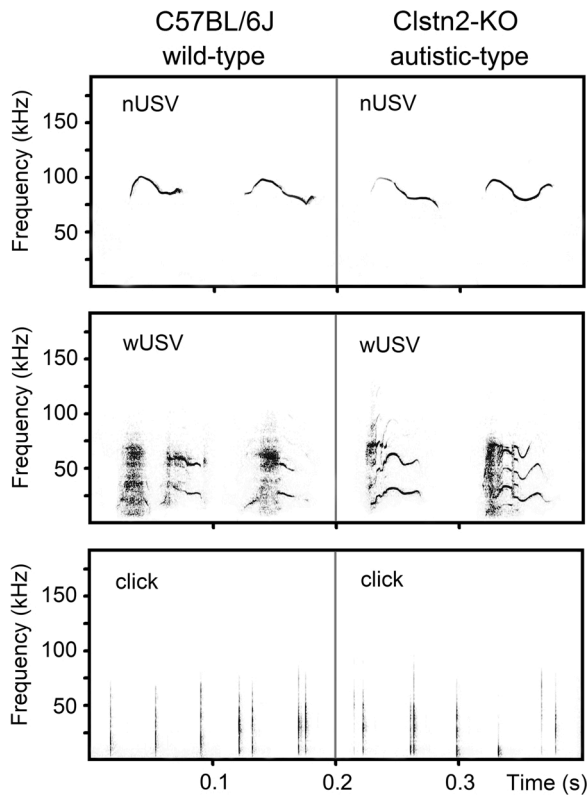 C57BL/6J Clstn2-KO
wild-type autistic-type
nUSV nUSV
Frequency (kHz)
150
100
50
wUSV wUSV
Frequency (kHz)
150
100
50
click click
Frequency (kHz)
150
100
50
0.1 0.2 0.3 Time (s)